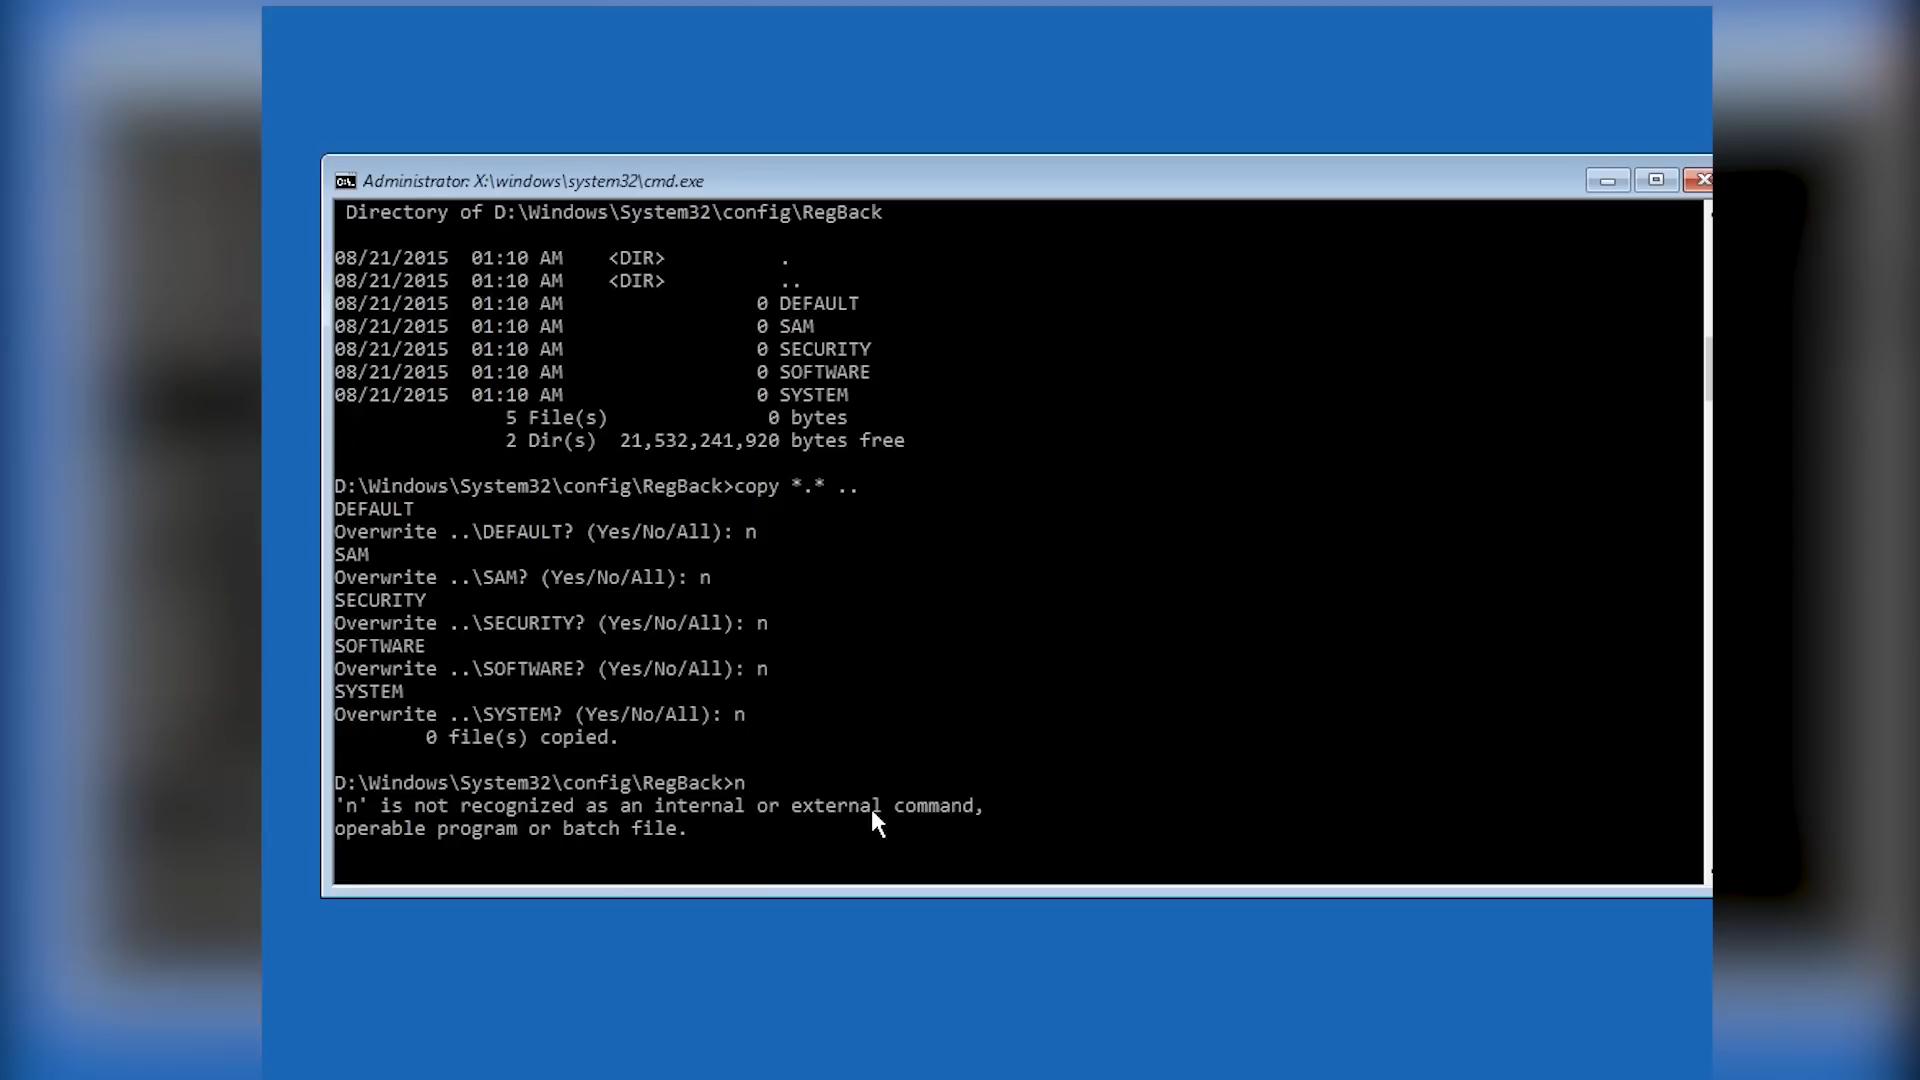 Administrator: X:\windows\system32\cmd.exe
Directory of D:\Windows\System32\config\RegBack
08/21/2015  01:10 AM    <DIR>          .
08/21/2015  01:10 AM    <DIR>          ..
08/21/2015  01:10 AM                 0 DEFAULT
08/21/2015  01:10 AM                 0 SAM
08/21/2015  01:10 AM                 0 SECURITY
08/21/2015  01:10 AM                 0 SOFTWARE
08/21/2015  01:10 AM                 0 SYSTEM
5 File(s)              0 bytes
2 Dir(s)  21,532,241,920 bytes free
D:\Windows\System32\config\RegBack>copy *.* ..
DEFAULT
Overwrite ..\DEFAULT? (Yes/No/All): n
SAM
Overwrite ..\SAM? (Yes/No/All): n
SECURITY
Overwrite ..\SECURITY? (Yes/No/All): n
SOFTWARE
Overwrite ..\SOFTWARE? (Yes/No/All): n
SYSTEM
Overwrite ..\SYSTEM? (Yes/No/All): n
0 file(s) copied.
D:\Windows\System32\config\RegBack>n
'n' is not recognized as an internal or external command,
operable program or batch file.